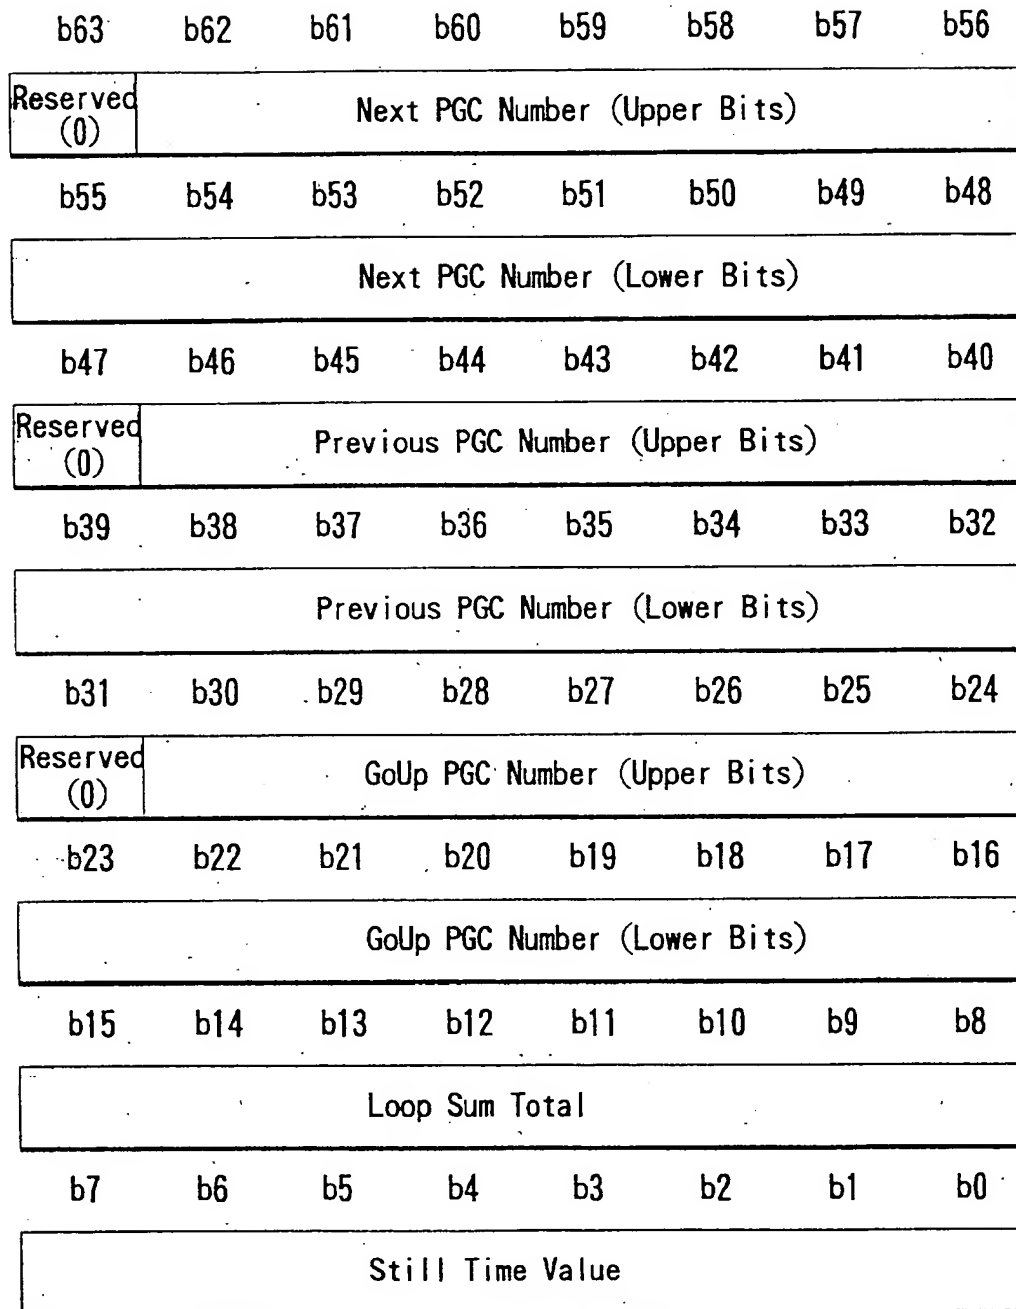 b63 b62 b61 b60 b59 b58 b57 b56
Reserved
(0)
Next PGC Number (Upper Bits)
b55 b54 b53 b52 b51 b50 b49 b48
Next PGC Number (Lower Bits)
b47 b46 b45 b44 b43 b42 b41 b40
Reserved
(0)
Previous PGC Number (Upper Bits)
b39 b38 b37 b36 b35 b34 b33 b32
Previous PGC Number (Lower Bits)
b31 b30 b29 b28 b27 b26 b25 b24
Reserved
(0)
GoUp PGC Number (Upper Bits)
b23 b22 b21 b20 b19 b18 b17 b16
GoUp PGC Number (Lower Bits)
b15 b14 b13 b12 b11 b10 b9 b8
Loop Sum Total
b7 b6 b5 b4 b3 b2 b1 b0
Still Time Value